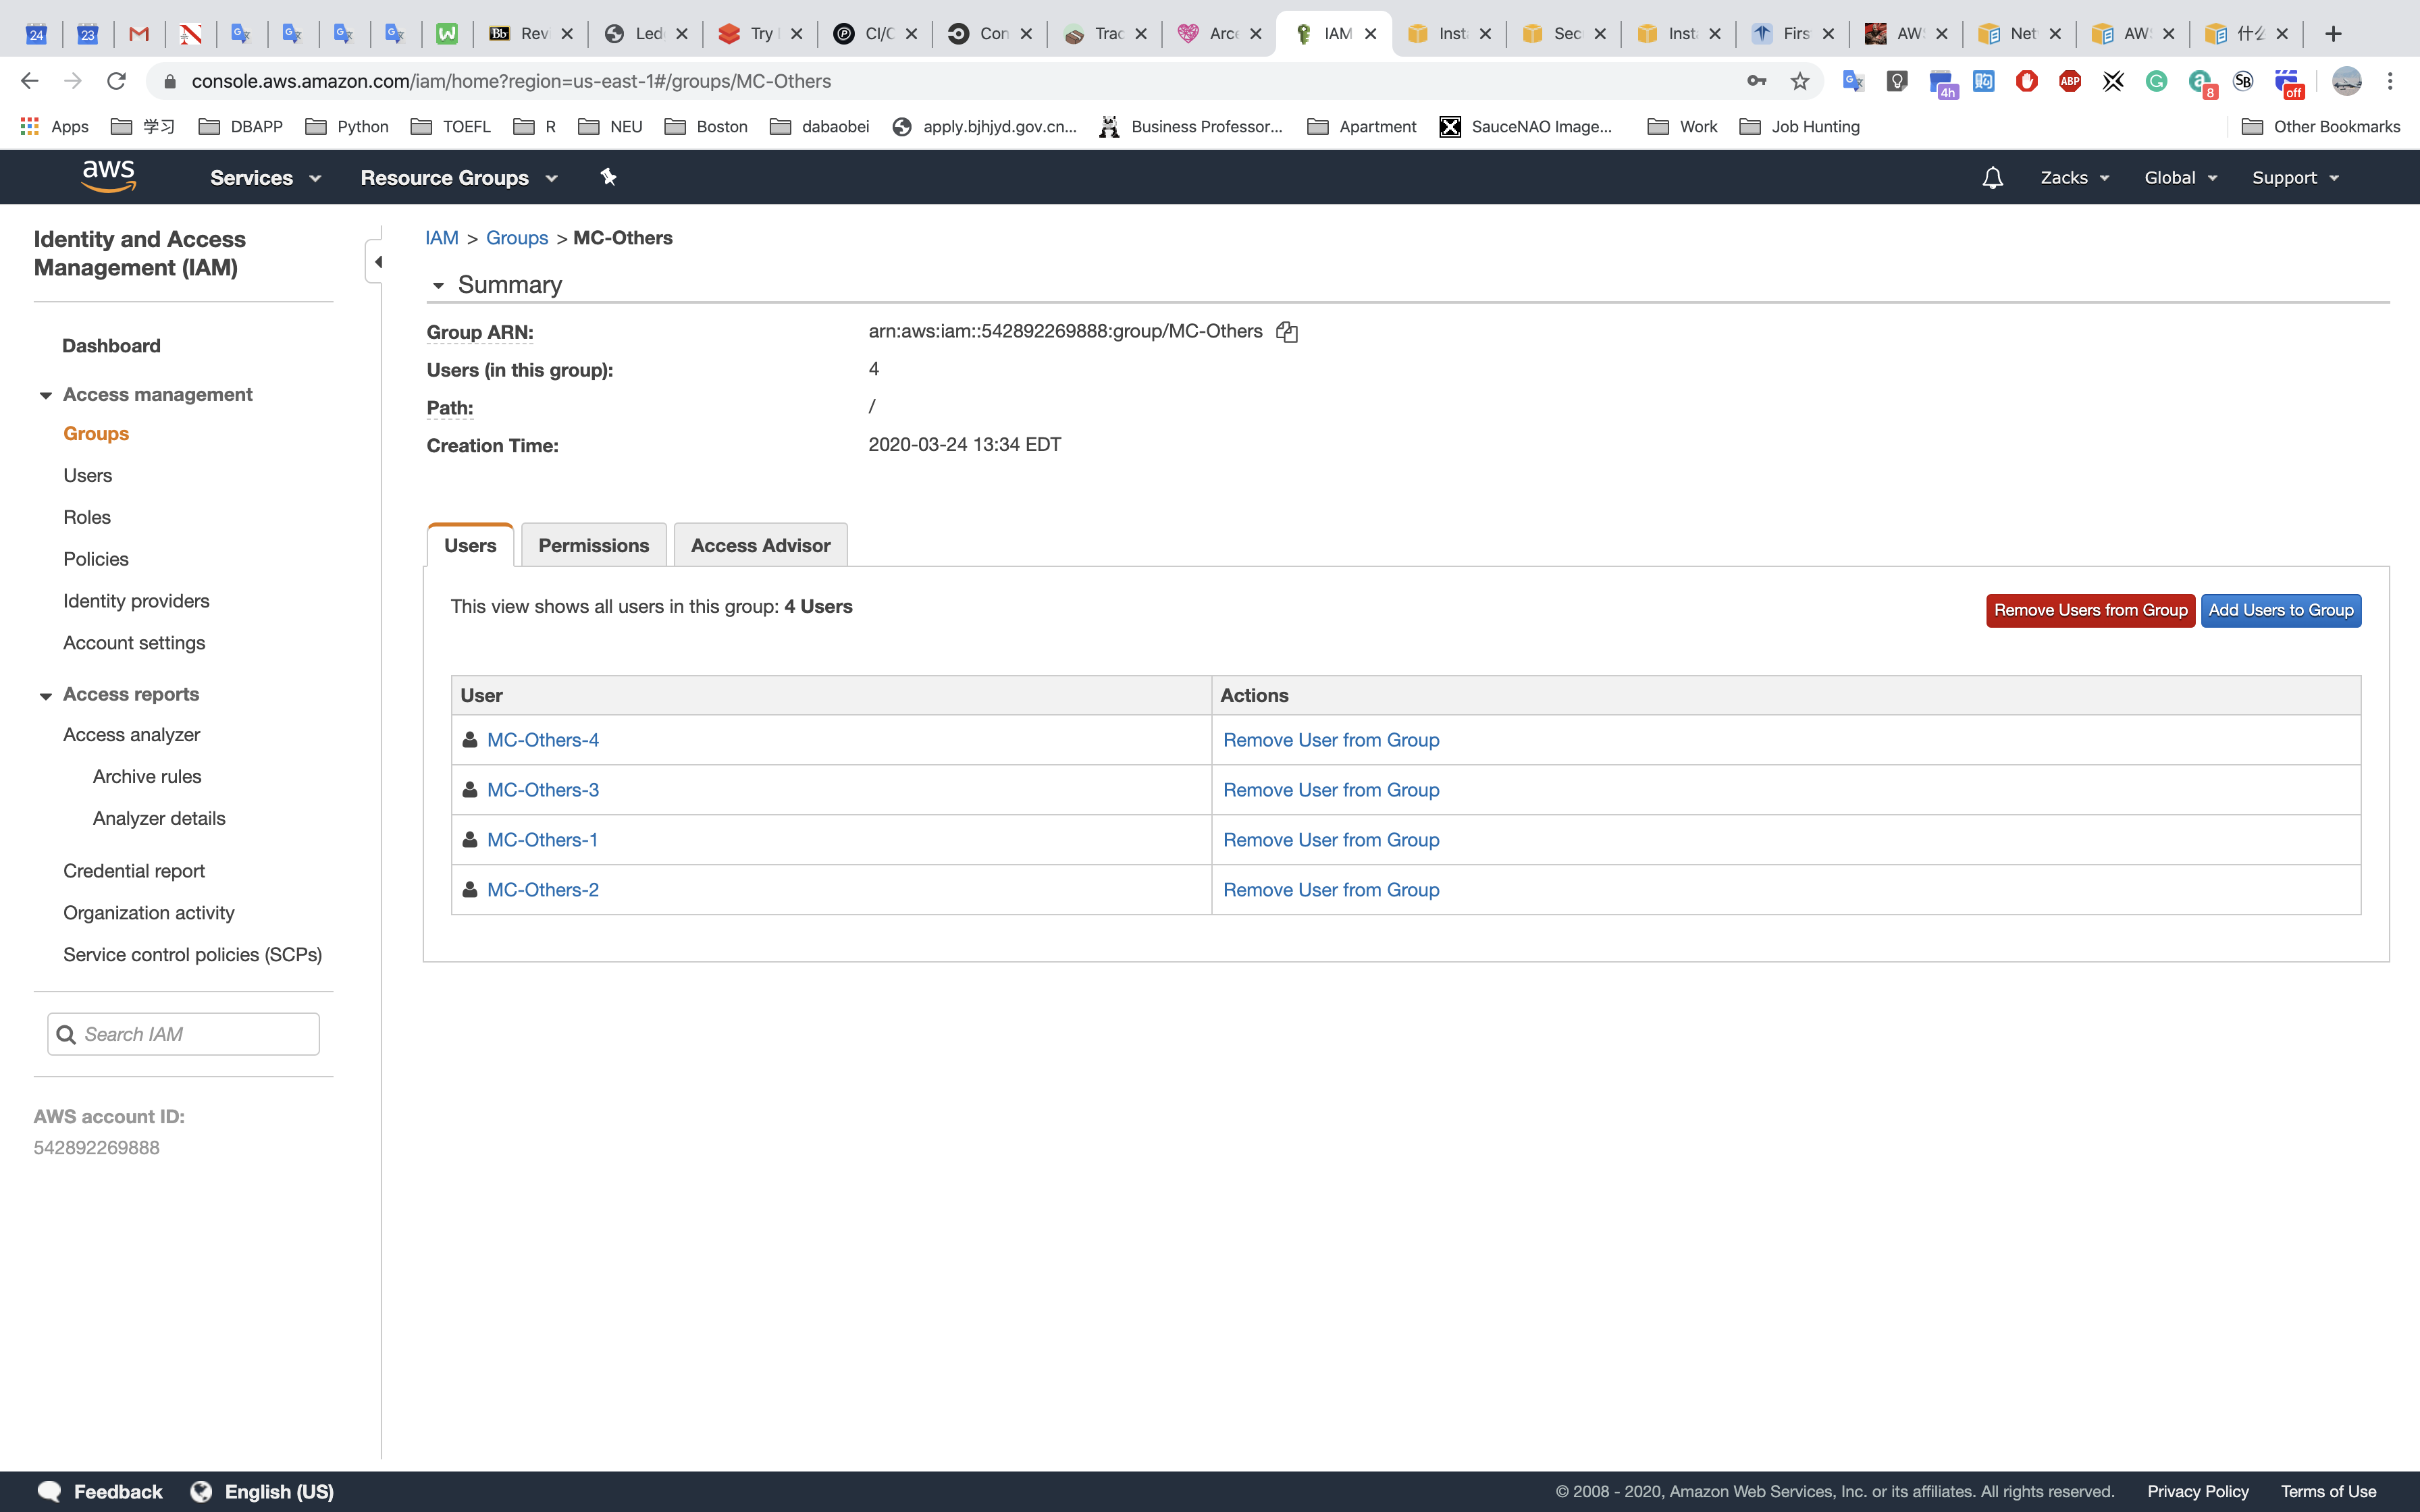 24 23 Rev Led Try CI/C Con Trac Arce IAM Inst Sec Inst Firs AW Net AW 什么
console.aws.amazon.com/iam/home?region=us-east-1#/groups/MC-Others
4h ABP 8 SB off
Apps 学习 DBAPP Python TOEFL R NEU Boston dabaobei apply.bjhjyd.gov.cn... Business Professor... Apartment SauceNAO Image... Work Job Hunting Other Bookmarks
aws Services Resource Groups Zacks Global Support
Identity and Access
Management (IAM)
Dashboard
Access management
Groups
Users
Roles
Policies
Identity providers
Account settings
Access reports
Access analyzer
Archive rules
Analyzer details
Credential report
Organization activity
Service control policies (SCPs)
Search IAM
AWS account ID:
542892269888
IAM > Groups > MC-Others
Summary
Group ARN: arn:aws:iam::542892269888:group/MC-Others
Users (in this group): 4
Path: /
Creation Time: 2020-03-24 13:34 EDT
Users Permissions Access Advisor
This view shows all users in this group: 4 Users
Remove Users from Group Add Users to Group
User Actions
MC-Others-4 Remove User from Group
MC-Others-3 Remove User from Group
MC-Others-1 Remove User from Group
MC-Others-2 Remove User from Group
Feedback English (US) © 2008 - 2020, Amazon Web Services, Inc. or its affiliates. All rights reserved. Privacy Policy Terms of Use